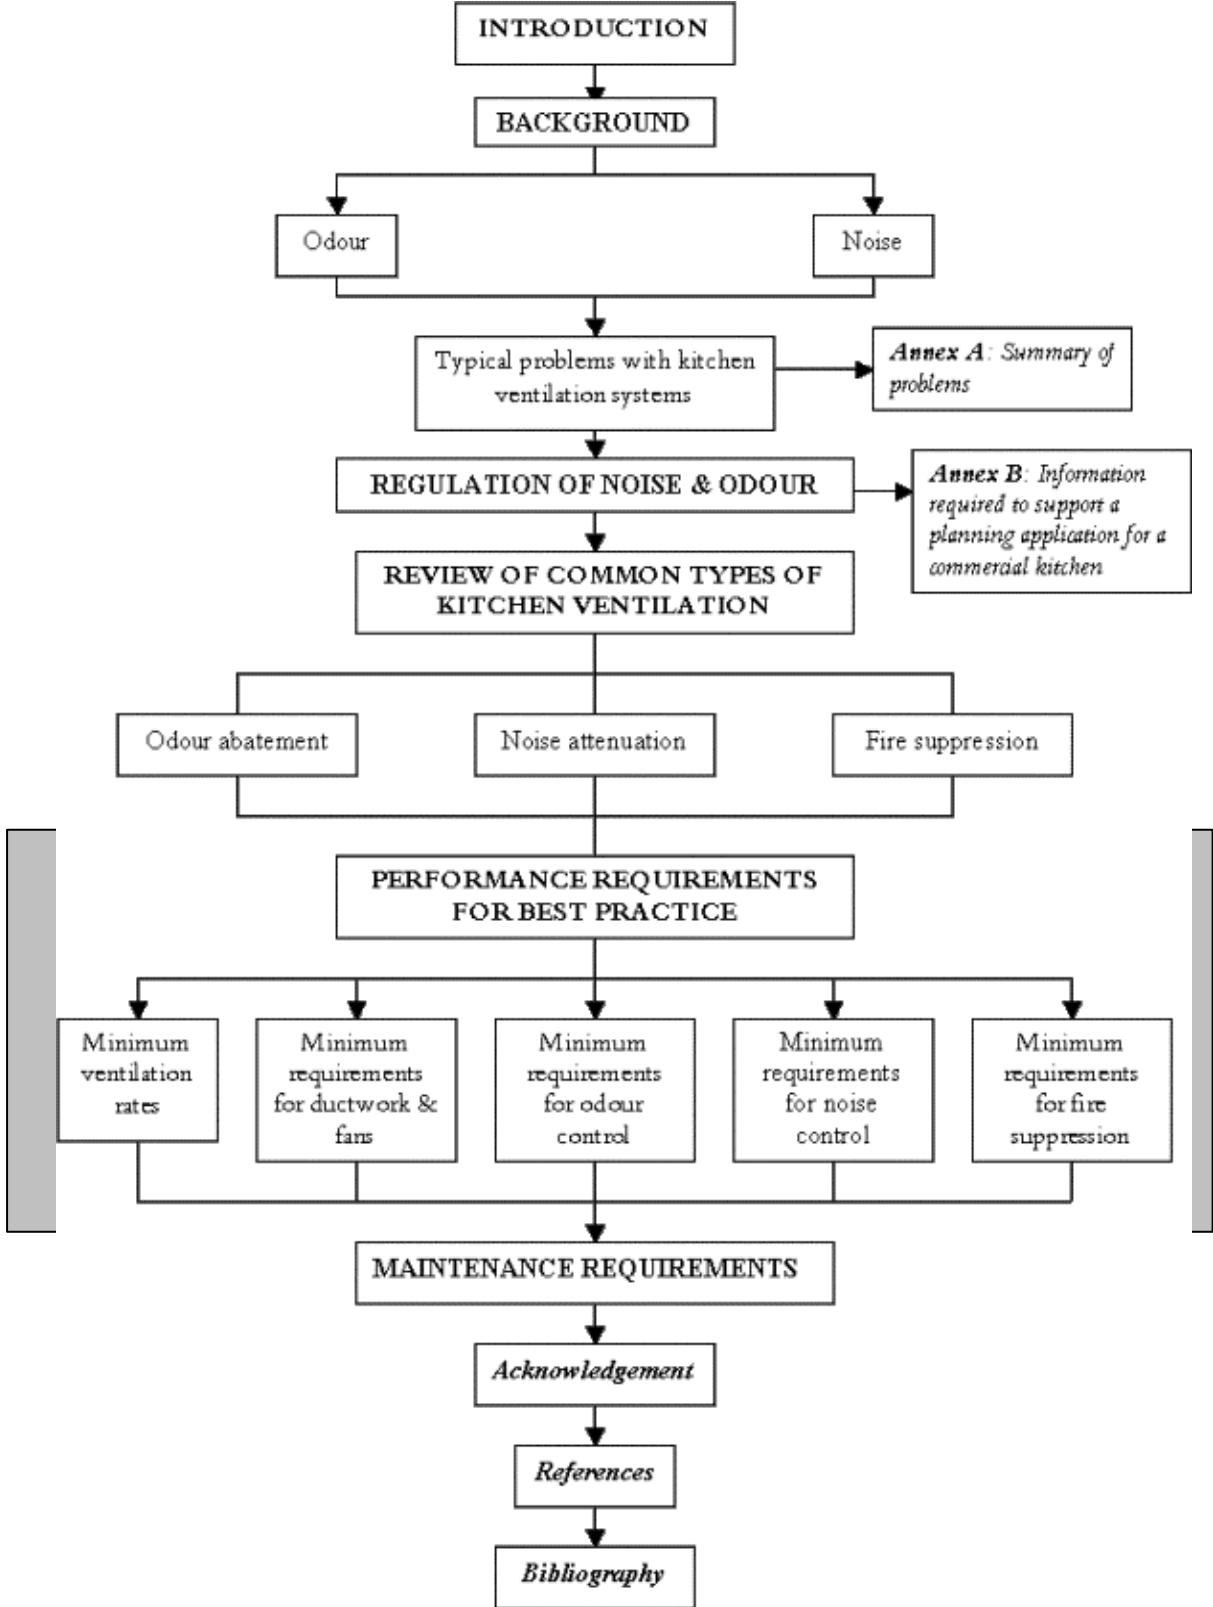 INTRODUCTION
BACKGROUND
Odour
Noise
Typical problems with kitchen
ventilation systems
Annex A: Summary of
problems
REGULATION OF NOISE & ODOUR
Annex B: Information
required to support a
planning application for a
commercial kitchen
REVIEW OF COMMON TYPES OF
KITCHEN VENTILATION
Odour abatement
Noise attenuation
Fire suppression
PERFORMANCE REQUIREMENTS
FOR BEST PRACTICE
Minimum
ventilation
rates
Minimum
requirements
for ductwork &
fans
Minimum
requirements
for odour
control
Minimum
requirements
for noise
control
Minimum
requirements
for fire
suppression
MAINTENANCE REQUIREMENTS
Acknowledgement
References
Bibliography